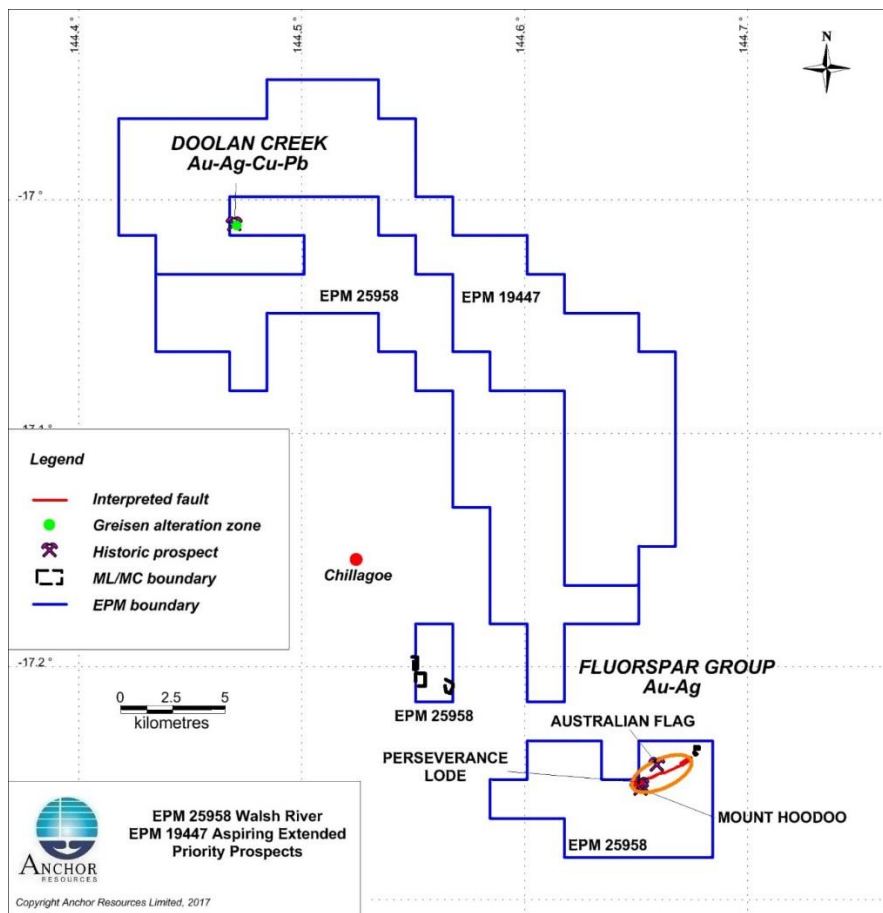 144.4
144.5
144.6
144.7
N
DOOLAN CREEK
Au-Ag-Cu-Pb
-17°
EPM 25958
EPM 19447
Legend
Interpreted fault
Greisen alteration zone
Historic prospect
ML/MC boundary
EPM boundary
Chillagoe
-17.2
0 2.5 5
kilometres
EPM 25958
FLUORSPAR GROUP
Au-Ag
AUSTRALIAN FLAG
PERSEVERANCE
LODE
MOUNT HOODOO
EPM 25958
ANCHOR
RESOURCES
EPM 25958 Walsh River
EPM 19447 Aspiring Extended
Priority Prospects
Copyright Anchor Resources Limited, 2017